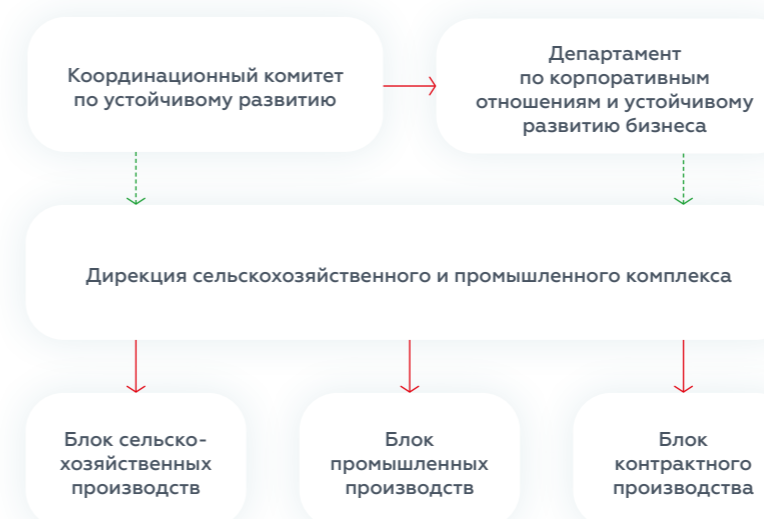 Координационный комитет
по устойчивому развитию
Департамент
по корпоративным
отношениям и устойчивому
развитию бизнеса
Дирекция сельскохозяйственного и промышленного комплекса
Блок сельско-
хозяйственных
производств
Блок
промышленных
производств
Блок
контрактного
производства